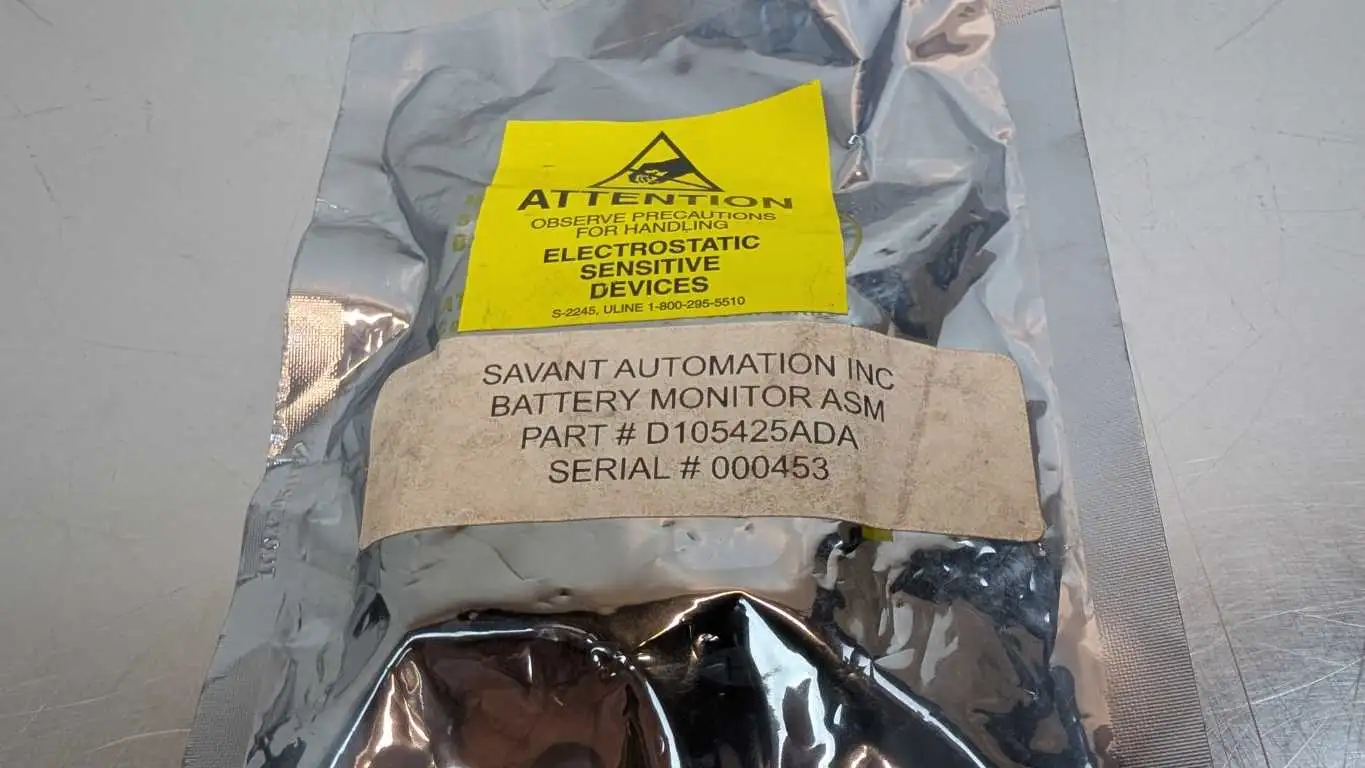 ATTENTION
OBSERVE PRECAUTIONS
FOR HANDLING
ELECTROSTATIC
SENSITIVE
DEVICES
S-2245, ULINE 1-800-295-5510
SAVANT AUTOMATION INC
BATTERY MONITOR ASM
PART # D105425ADA
SERIAL # 000453